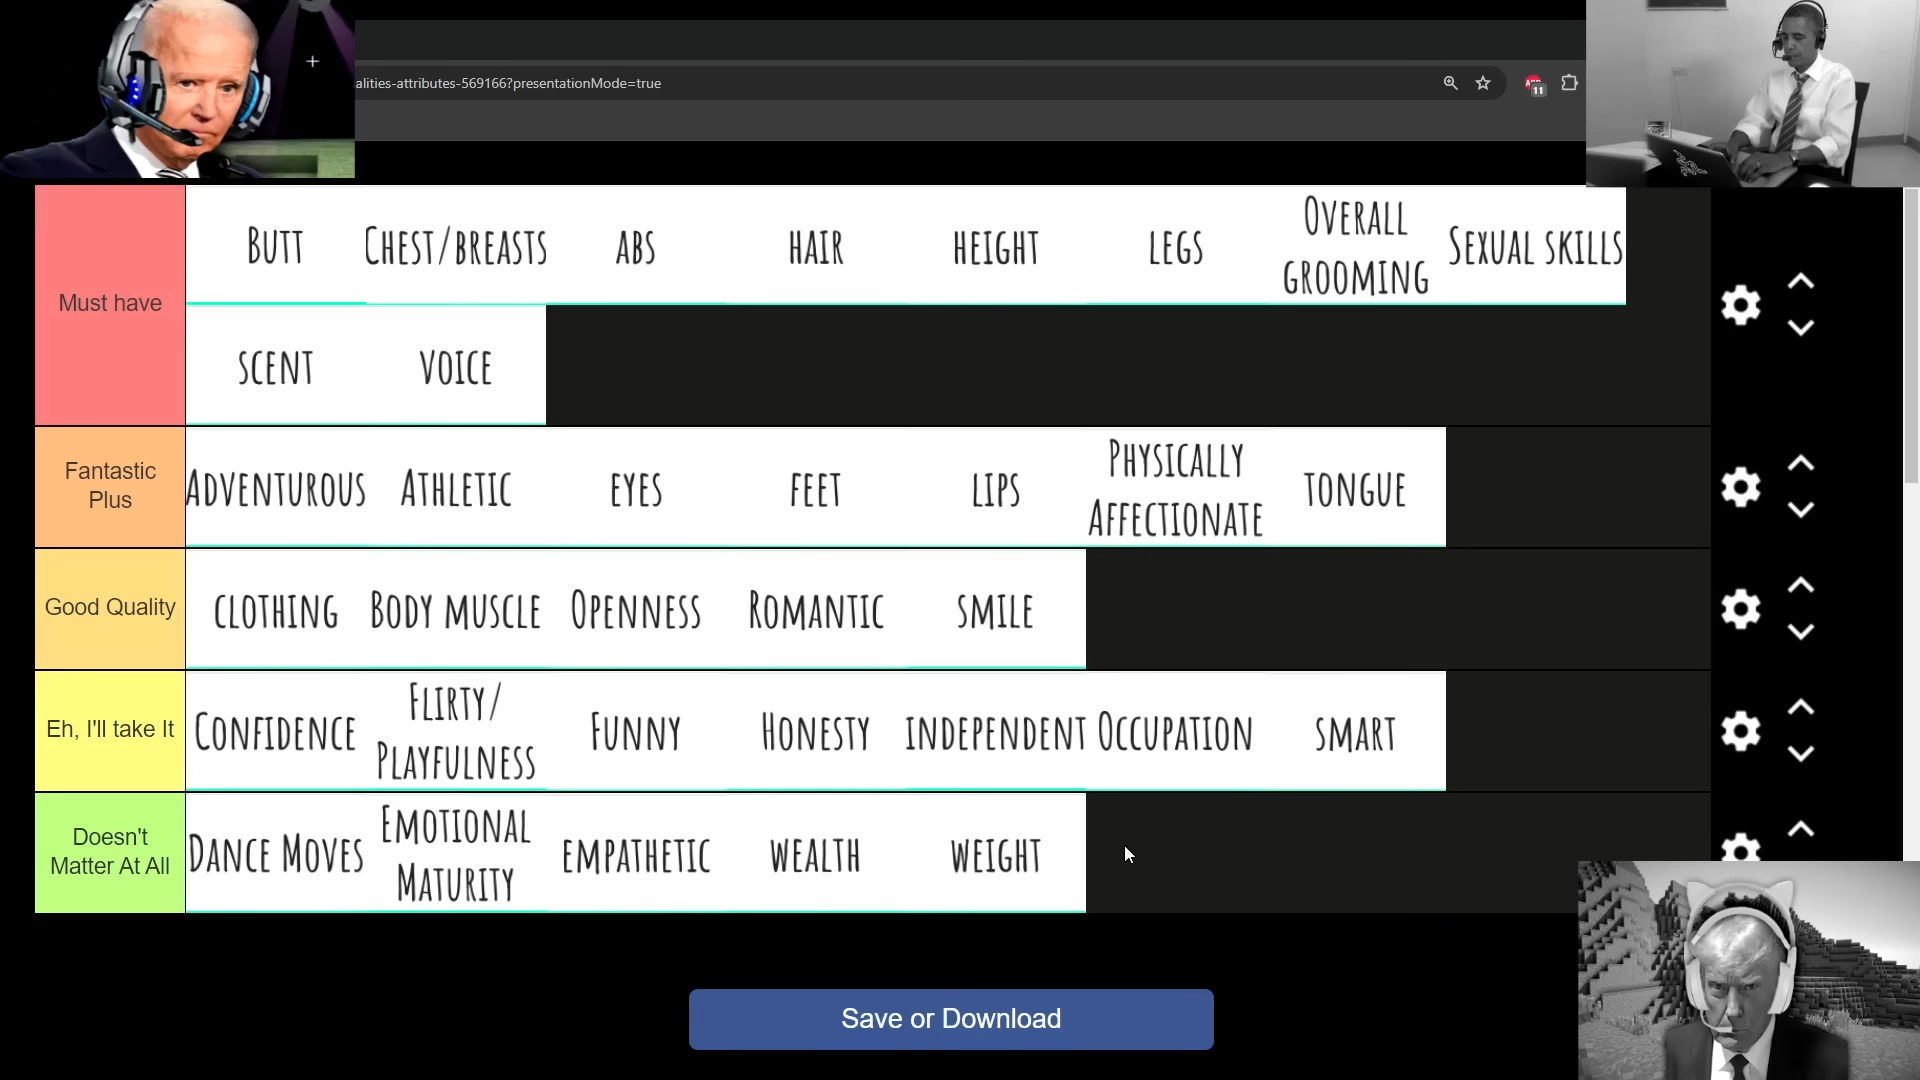 alities-attributes-569166?presentationMode=true
11
Must have
BUTT
CHEST/BREASTS
ABS
HAIR
HEIGHT
LEGS
OVERALL
GROOMING
SEXUAL SKILLS
SCENT
VOICE
Fantastic
Plus
ADVENTUROUS
ATHLETIC
EYES
FEET
LIPS
PHYSICALLY
AFFECTIONATE
TONGUE
Good Quality
CLOTHING
BODY MUSCLE
OPENNESS
ROMANTIC
SMILE
Eh, I'll take It
CONFIDENCE
FLIRTY/
PLAYFULNESS
FUNNY
HONESTY
INDEPENDENT
OCCUPATION
SMART
Doesn't
Matter At All
DANCE MOVES
EMOTIONAL
MATURITY
EMPATHETIC
WEALTH
WEIGHT
Save or Download